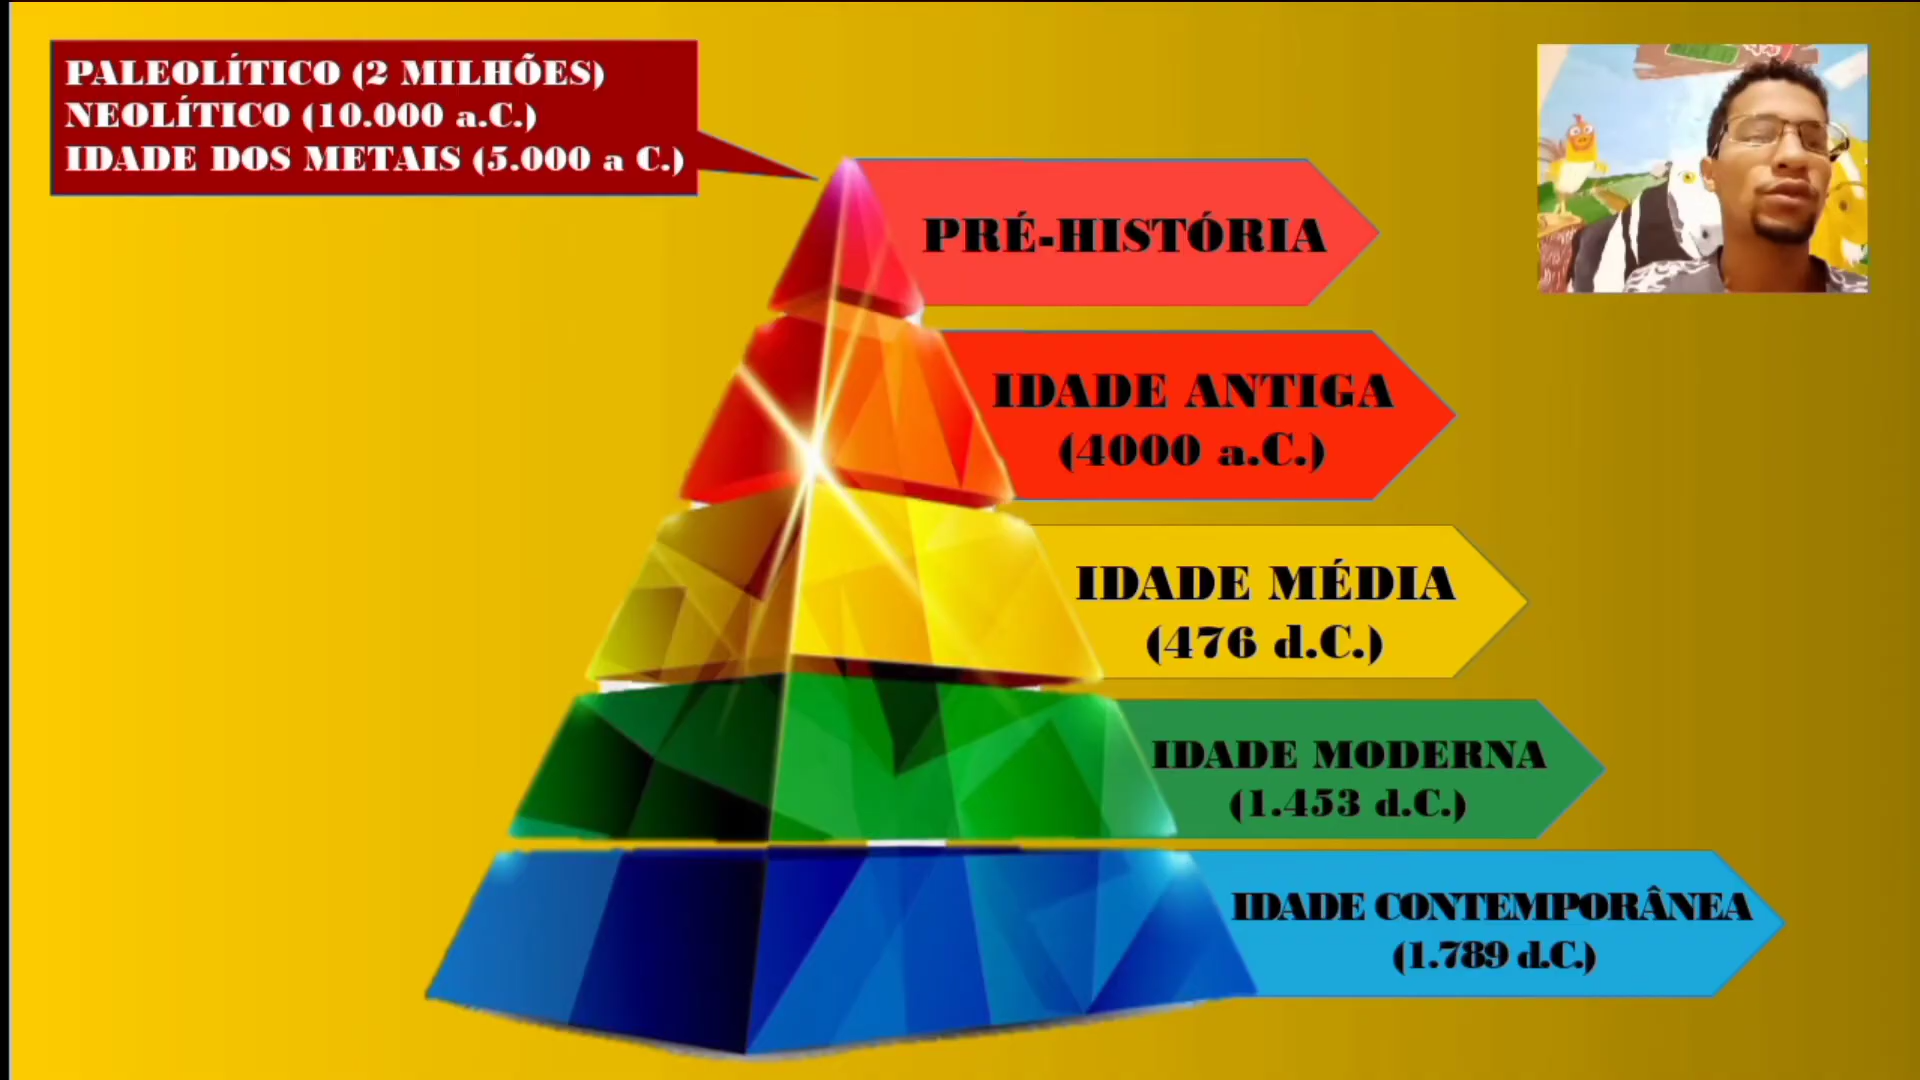 PALEOLÍTICO (2 MILHÕES)
NEOLÍTICO (10.000 a.C.)
IDADE DOS METAIS (5.000 a C.)
PRÉ-HISTÓRIA
IDADE ANTIGA
(4000 a.C.)
IDADE MÉDIA
(476 d.C.)
IDADE MODERNA
(1.453 d.C.)
IDADE CONTEMPORÂNEA
(1.789 d.C.)